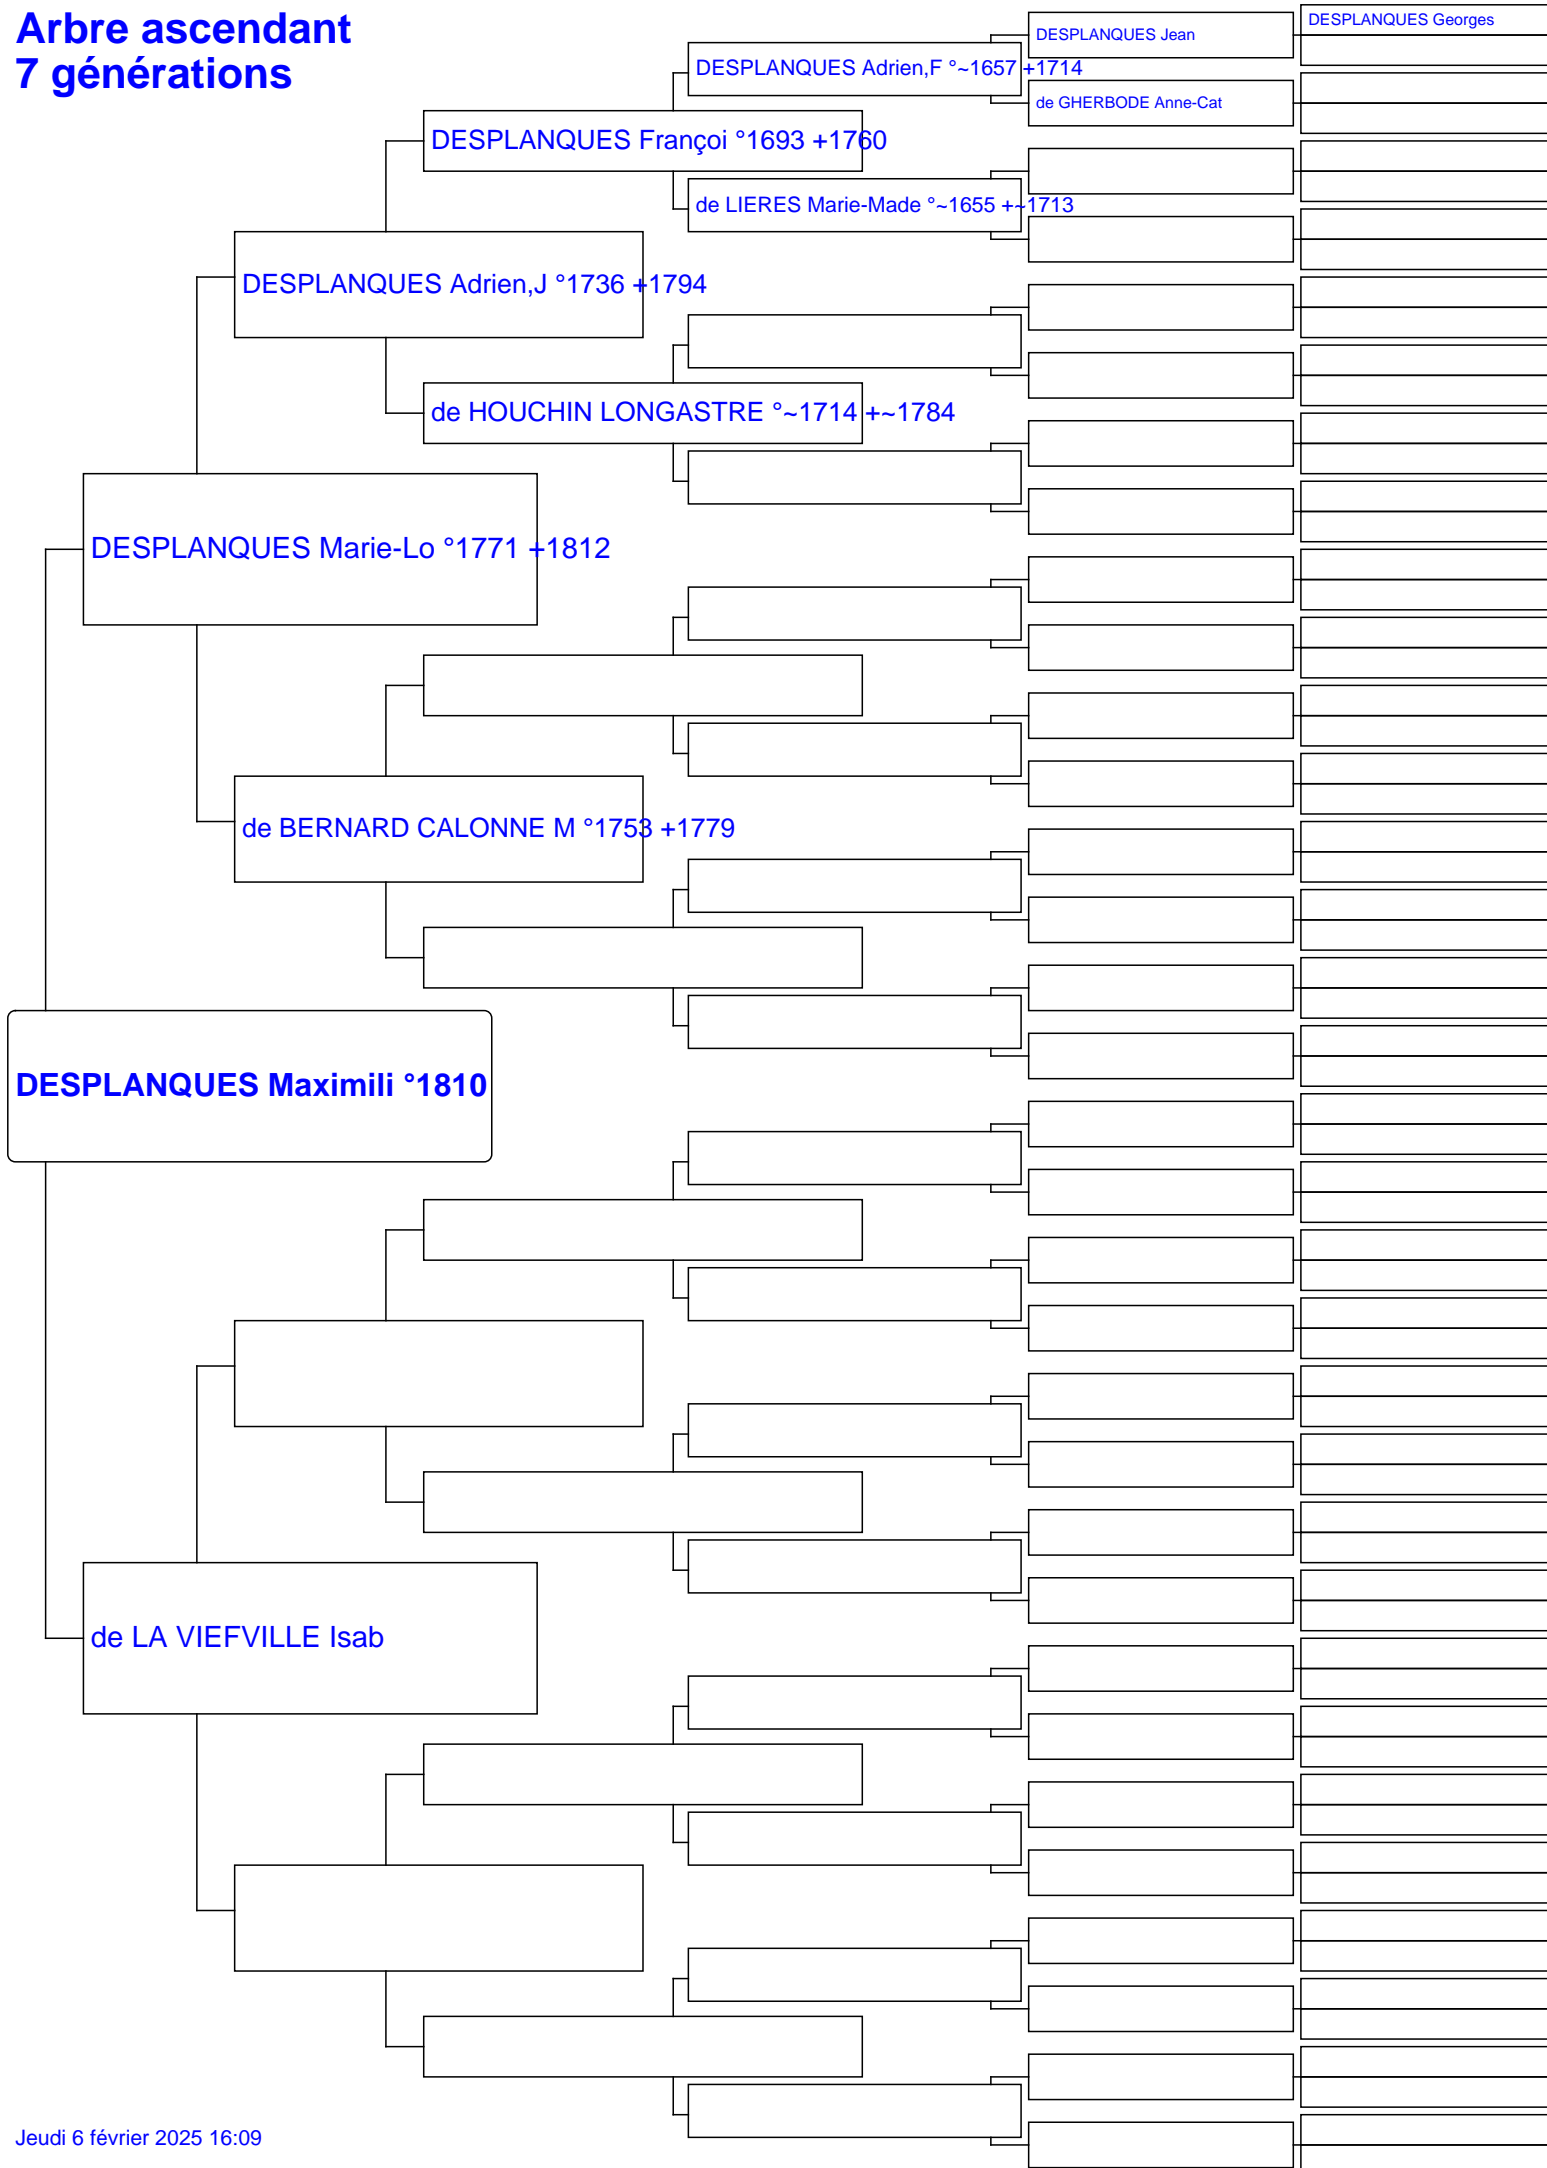 Arbre ascendant
7 générations
DESPLANQUES Georges
DESPLANQUES Jean
DESPLANQUES Adrien,F °~1657 +1714
de GHERBODE Anne-Cat
DESPLANQUES Françoi °1693 +1760
de LIERES Marie-Made °~1655 +~1713
DESPLANQUES Adrien,J °1736 +1794
de HOUCHIN LONGASTRE °~1714 +~1784
DESPLANQUES Marie-Lo °1771 +1812
de BERNARD CALONNE M °1753 +1779
DESPLANQUES Maximili °1810
de LA VIEFVILLE Isab
Jeudi 6 février 2025 16:09